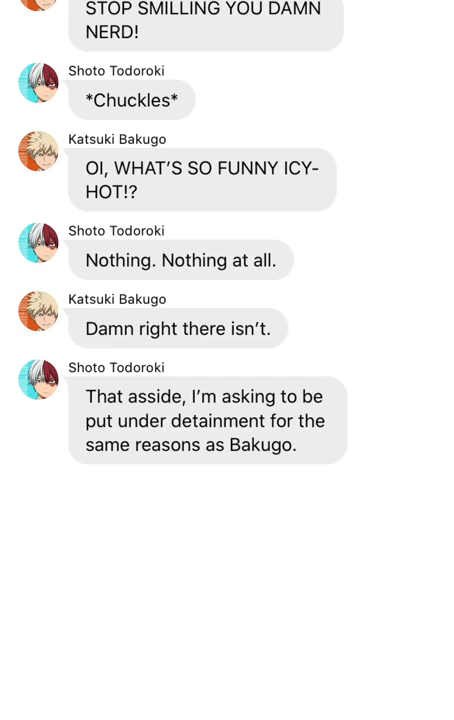 STOP SMILLING YOU DAMN
NERD!
Shoto Todoroki
*Chuckles*
Katsuki Bakugo
OI, WHAT'S SO FUNNY ICY-
HOT!?
Shoto Todoroki
Nothing. Nothing at all.
Katsuki Bakugo
Damn right there isn't.
Shoto Todoroki
That asside, I'm asking to be
put under detainment for the
same reasons as Bakugo.